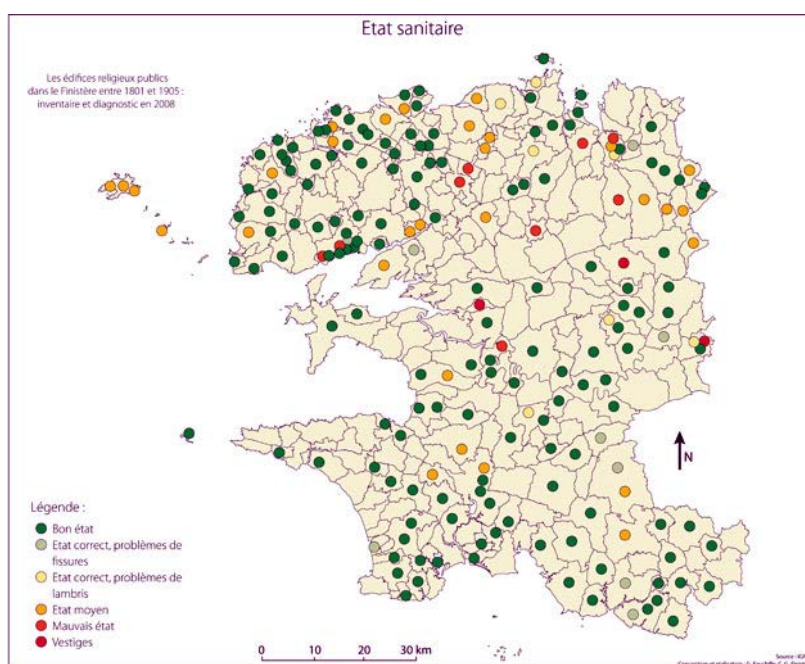 Etat sanitaire
Les édifices religieux publics
dans le Finistère entre 1801 et 1905 :
inventaire et diagnostic en 2008
N
Légende :
Bon état
Etat correct, problèmes de
fissures
Etat correct, problèmes de
lambris
Etat moyen
Mauvais état
Vestiges
0 10 20 30 km
Source : IGN